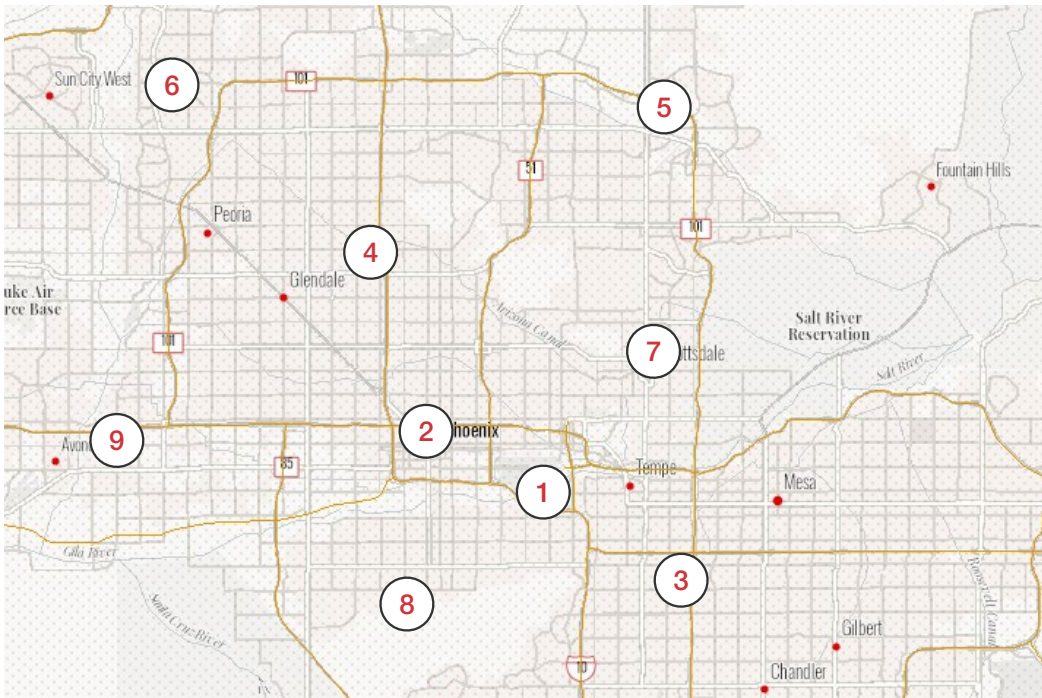 Sun City West
6
101
5
51
Fountain Hills
Peoria
101
4
Glendale
uke Air
rce Base
Arizona Canal
Salt River
Reservation
101
7
ttsdale
Salt River
9
Avon
2
hoenix
85
Tempe
1
Mesa
Gila River
3
Roosevelt Canal
8
Santa Cruz River
Gilbert
10
Chandler